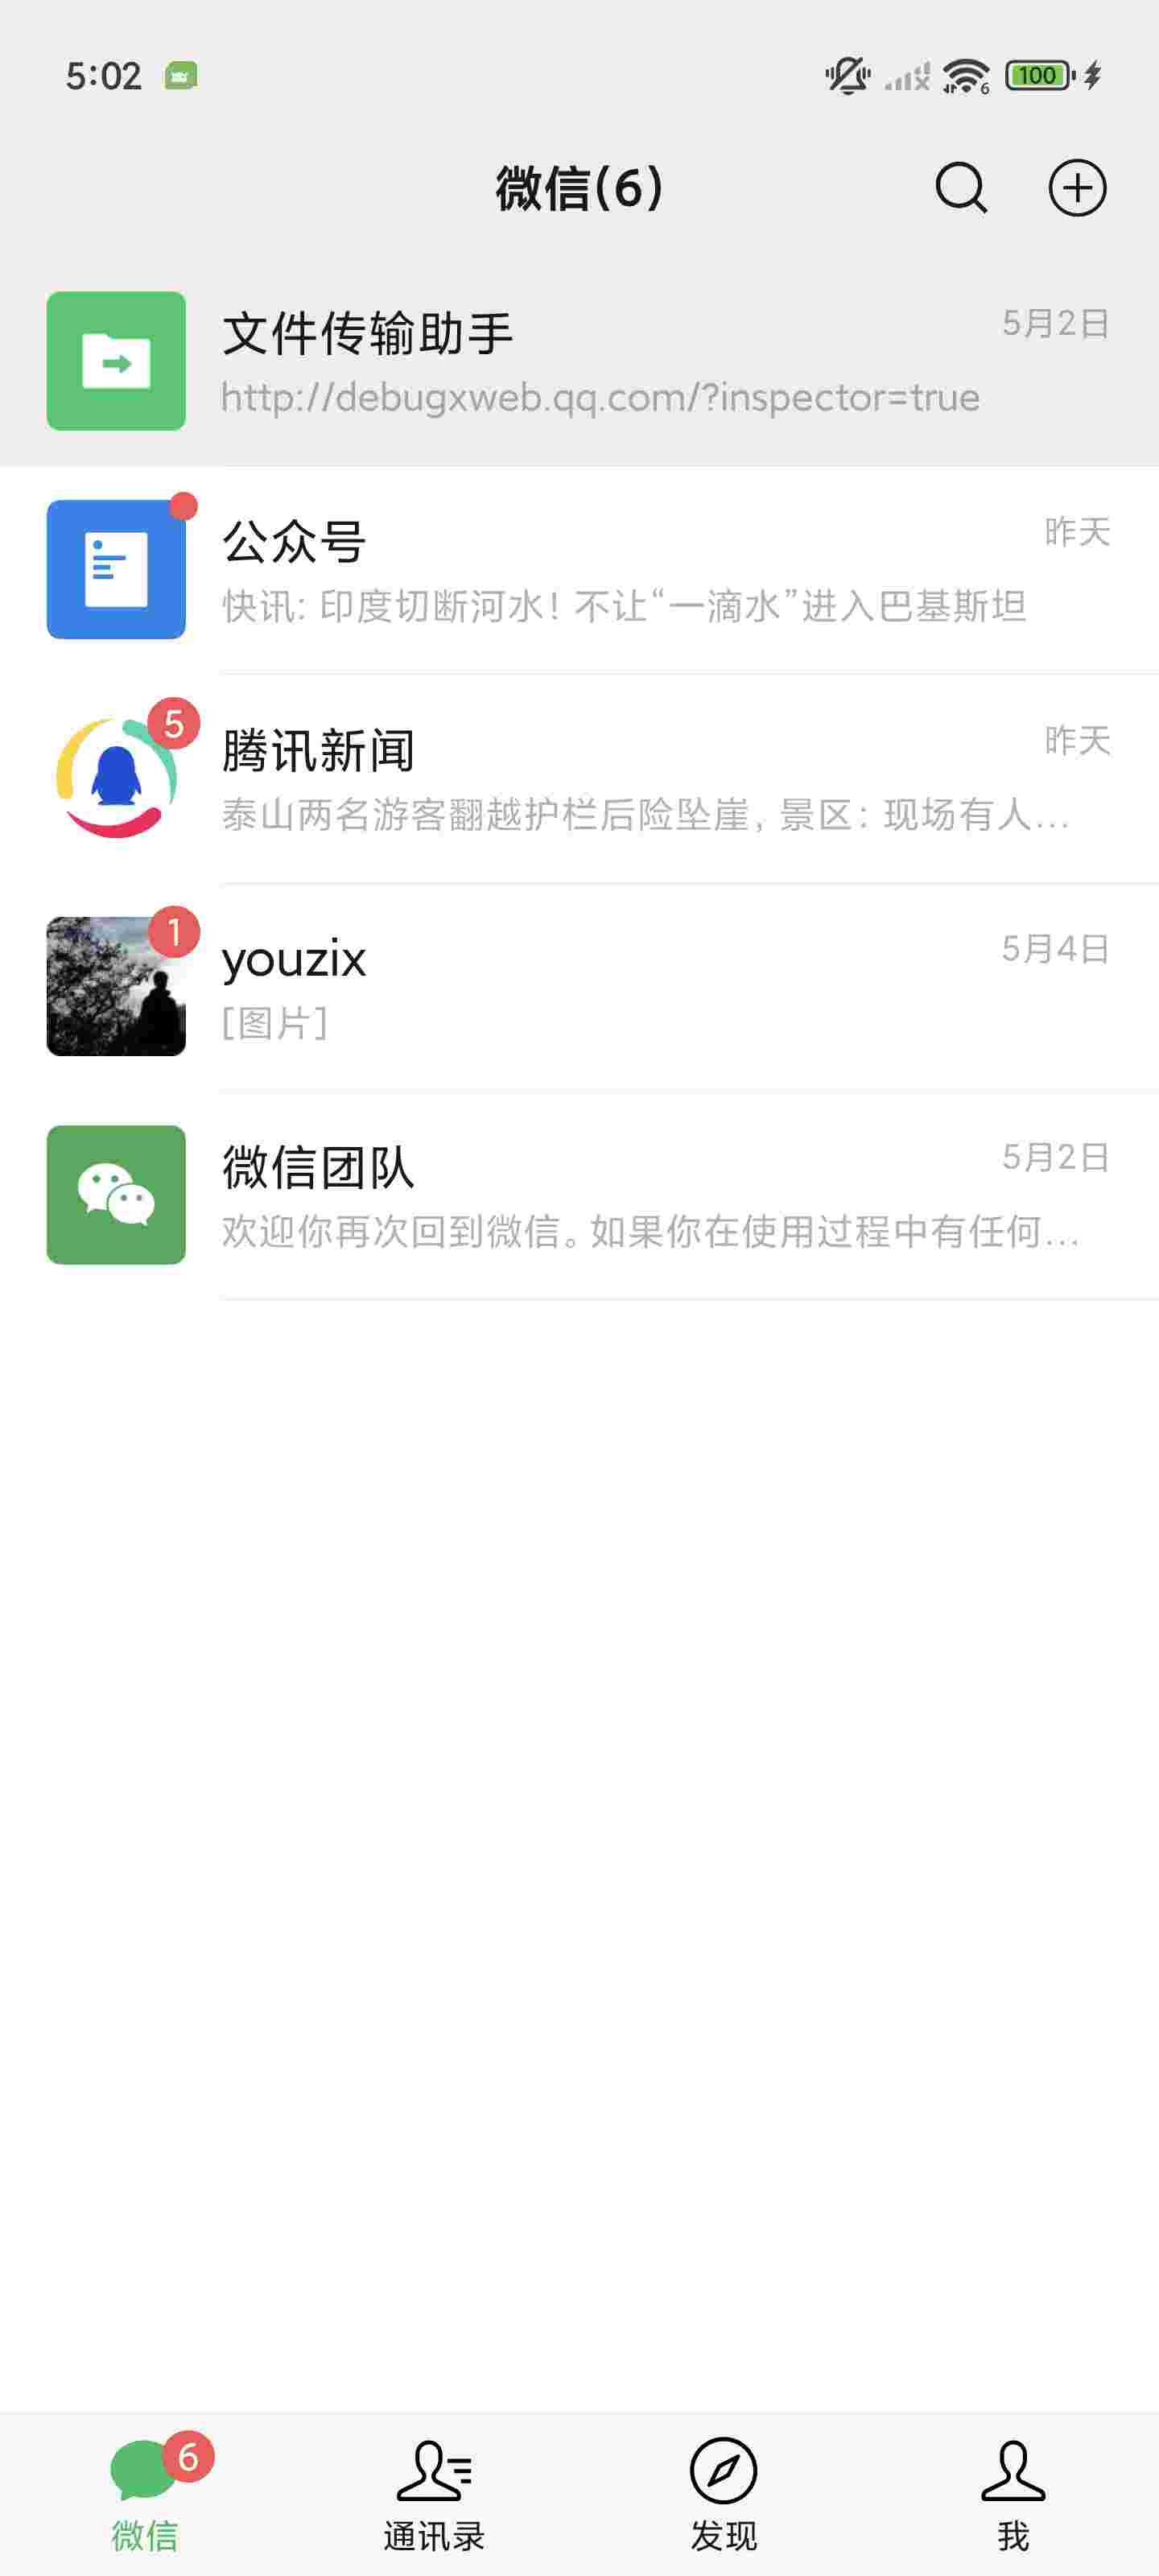 5:02
6
100
微信(6)
文件传输助手
5月2日
http://debugxweb.qq.com/?inspector=true
公众号
昨天
快讯: 印度切断河水! 不让“一滴水”进入巴基斯坦
5
腾讯新闻
昨天
泰山两名游客翻越护栏后险坠崖, 景区: 现场有人...
1
youzix
5月4日
[图片]
微信团队
5月2日
欢迎你再次回到微信。如果你在使用过程中有任何...
6
微信
通讯录
发现
我